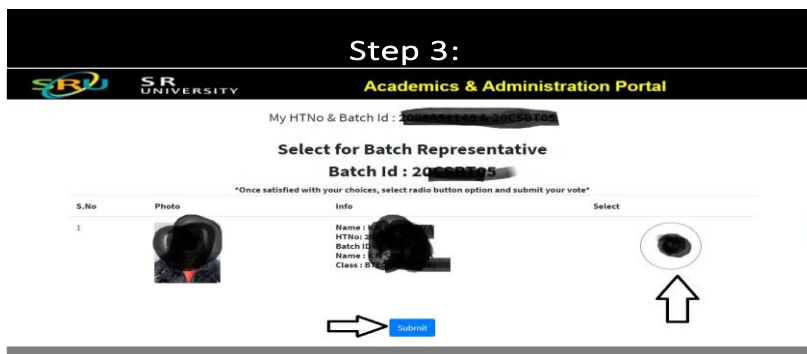 Step 3:
SRU SR UNIVERSITY Academics & Administration Portal
My HTNo & Batch Id :
Select for Batch Representative
Batch Id : 20
*Once satisfied with your choices, select radio button option and submit your vote*
S.No Photo Info Select
1 Name :
HTNo:
Batch ID
Name :
Class :
Submit